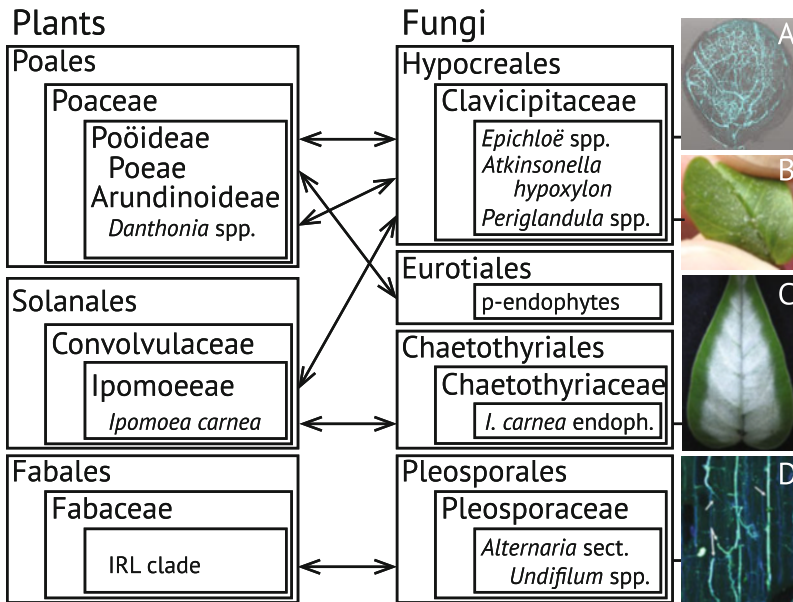 Plants
Poales
Poaceae
Poöideae
Poeae
Arundinoideae
Danthonia spp.
Solanales
Convolvulaceae
Ipomoeeae
Ipomoea carnea
Fabales
Fabaceae
IRL clade
Fungi
Hypocreales
Clavicipitaceae
Epichloë spp.
Atkinsonella
hypoxylon
Periglandula spp.
Eurotiales
p-endophytes
Chaetothyriales
Chaetothyriaceae
I. carnea endoph.
Pleosporales
Pleosporaceae
Alternaria sect.
Undifilum spp.
A
B
C
D